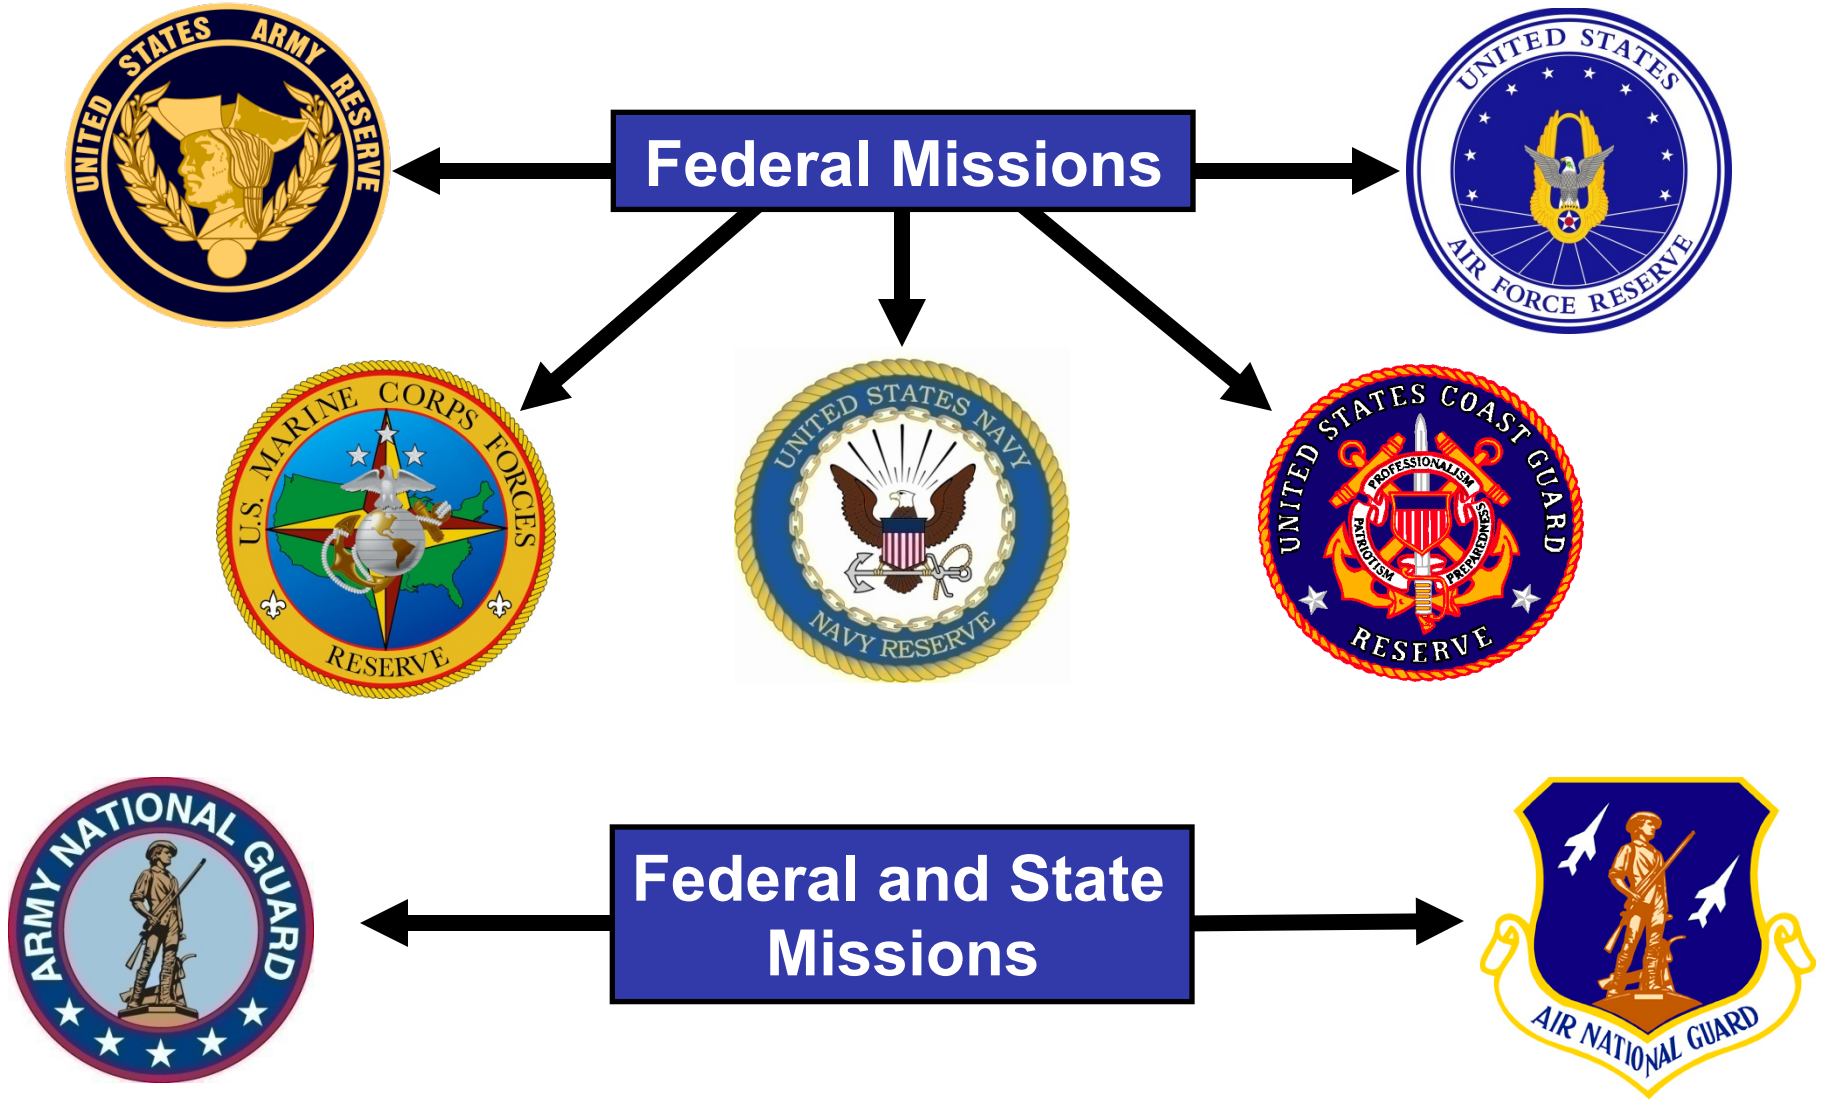 UNITED STATES ARMY RESERVE
Federal Missions
UNITED STATES
AIR FORCE RESERVE
U.S. MARINE CORPS FORCES
RESERVE
UNITED STATES NAVY
NAVY RESERVE
UNITED STATES COAST GUARD
PROFESSIONALISM
PATRIOTISM
PREPAREDNESS
RESERVE
ARMY NATIONAL GUARD
Federal and State
Missions
AIR NATIONAL GUARD